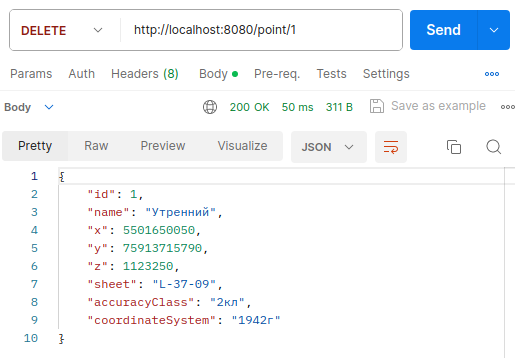 DELETE http://localhost:8080/point/1 Send
Params Auth Headers (8) Body Pre-req. Tests Settings
Body 200 OK 50 ms 311 B Save as example
Pretty Raw Preview Visualize JSON
1 {
2 "id": 1,
3 "name": "Утренний",
4 "x": 5501650050,
5 "y": 75913715790,
6 "z": 1123250,
7 "sheet": "L-37-09",
8 "accuracyClass": "2кл",
9 "coordinateSystem": "1942г"
10 }